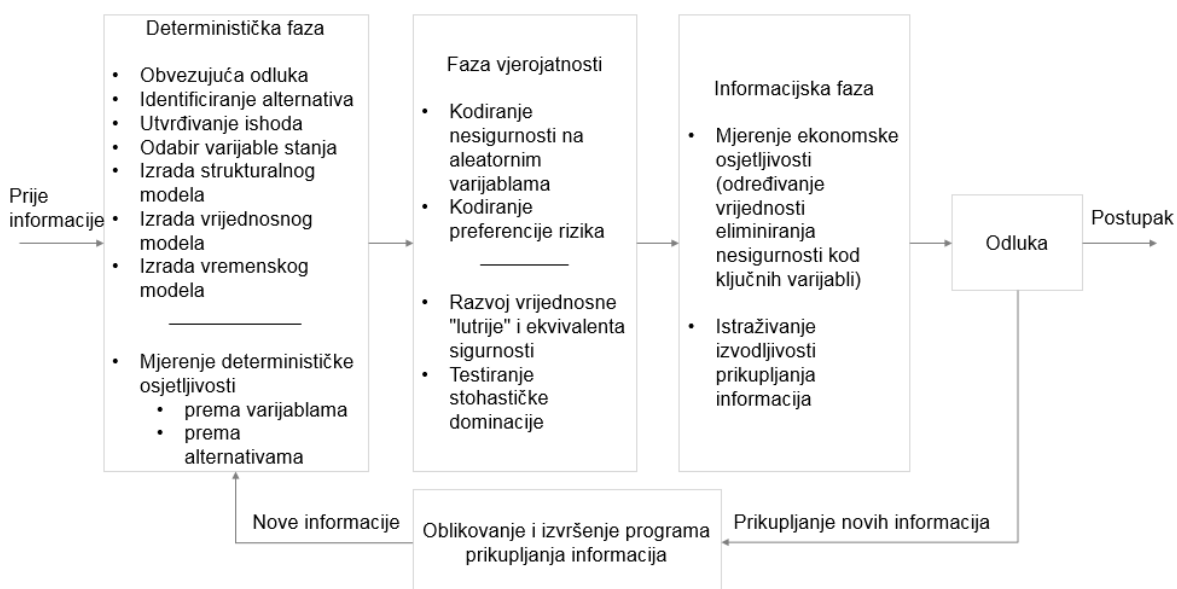 Prije
informacije
Deterministička faza
• Obvezujuća odluka
• Identificiranje alternativa
• Utvrđivanje ishoda
• Odabir varijable stanja
• Izrada strukturalnog
modela
• Izrada vrijednosnog
modela
• Izrada vremenskog
modela
• Mjerenje determinističke
osjetljivosti
• prema varijablama
• prema
alternativama
Faza vjerojatnosti
• Kodiranje
nesigurnosti na
aleatornim
varijablama
• Kodiranje
preferencije rizika
• Razvoj vrijednosne
"lutrije" i ekvivalenta
sigurnosti
• Testiranje
stohastičke
dominacije
Informacijska faza
• Mjerenje ekonomske
osjetljivosti
(određivanje
vrijednosti
eliminiranja
nesigurnosti kod
ključnih varijabli)
• Istraživanje
izvodljivosti
prikupljanja
informacija
Odluka
Postupak
Prikupljanje novih informacija
Oblikovanje i izvršenje programa
prikupljanja informacija
Nove informacije